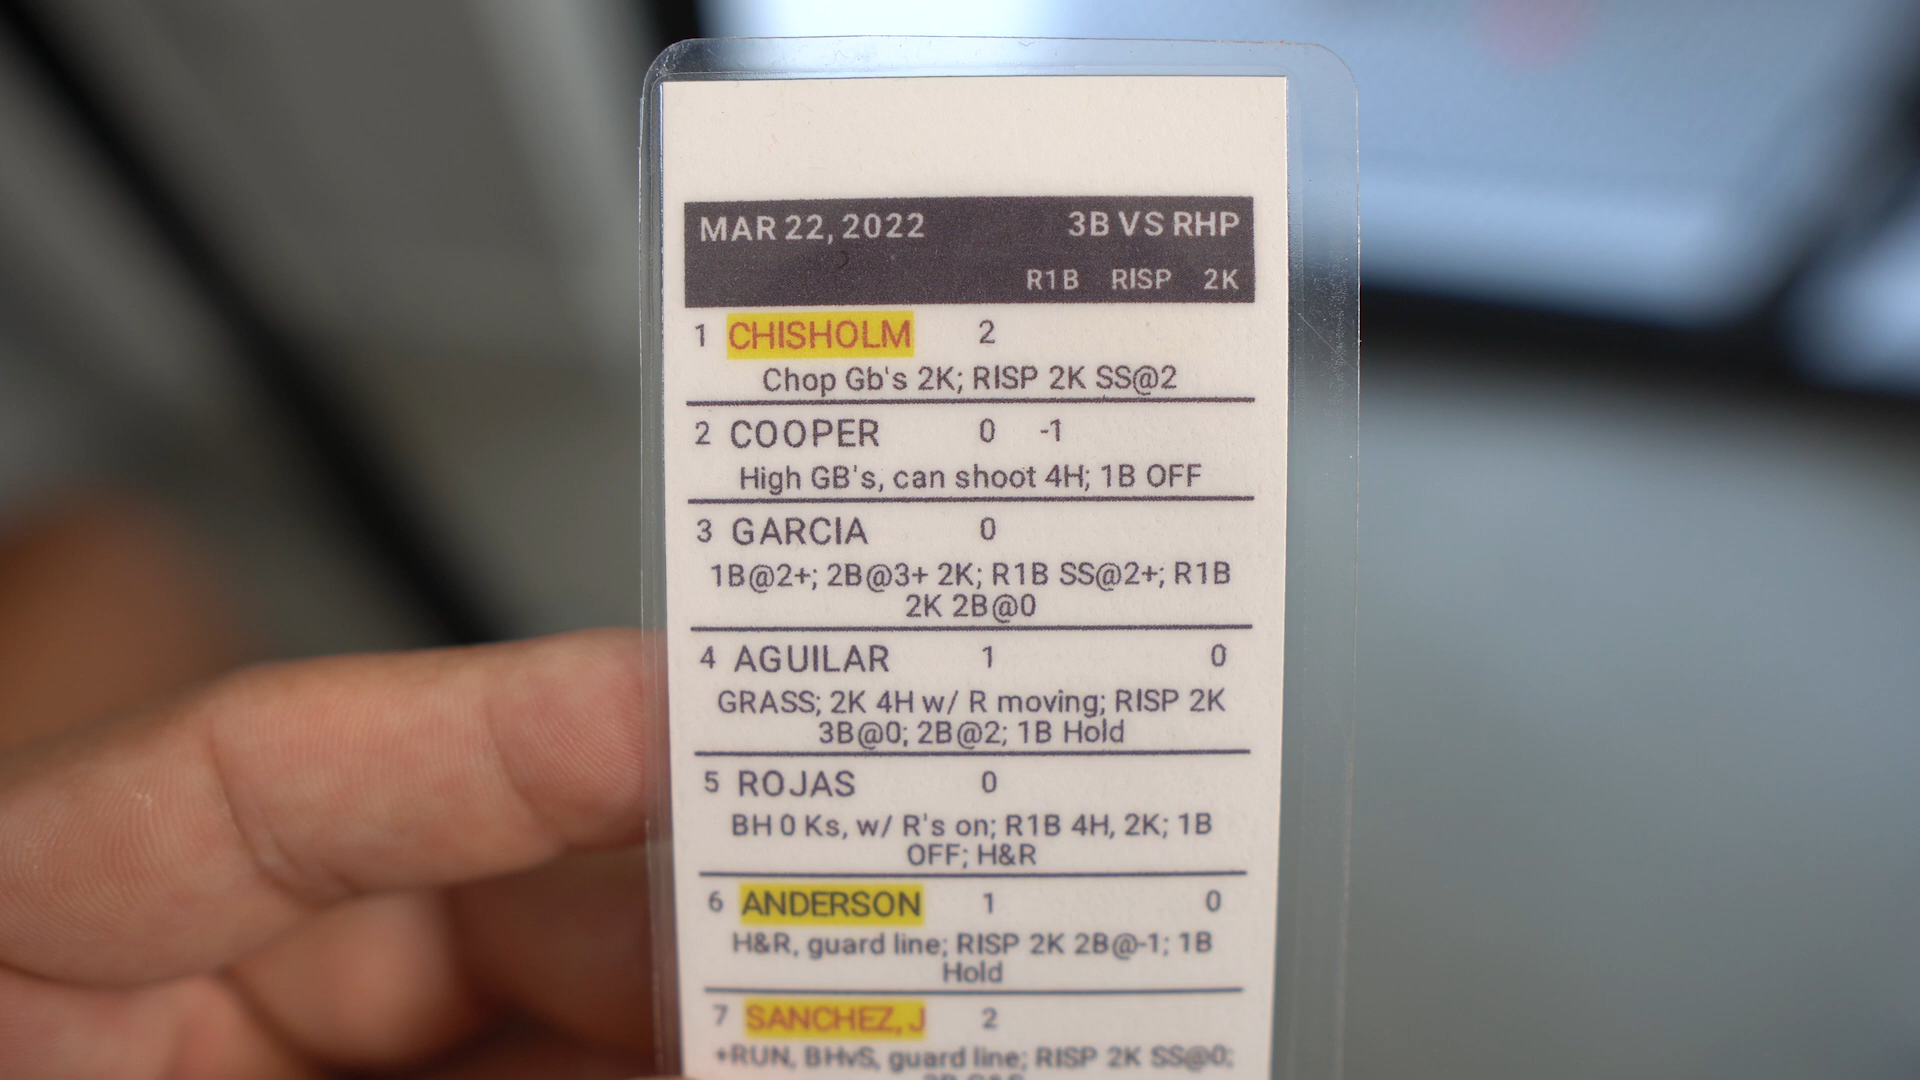 MAR 22, 2022 3B VS RHP
R1B RISP 2K
1 CHISHOLM 2
Chop Gb's 2K; RISP 2K SS@2
2 COOPER 0 -1
High GB's, can shoot 4H; 1B OFF
3 GARCIA 0
1B@2+; 2B@3+ 2K; R1B SS@2+; R1B
2K 2B@0
4 AGUILAR 1 0
GRASS; 2K 4H w/ R moving; RISP 2K
3B@0; 2B@2; 1B Hold
5 ROJAS 0
BH 0 Ks, w/ R's on; R1B 4H, 2K; 1B
OFF; H&R
6 ANDERSON 1 0
H&R, guard line; RISP 2K 2B@-1; 1B
Hold
7 SANCHEZ, J 2
+RUN, BHvS, guard line; RISP 2K SS@0;